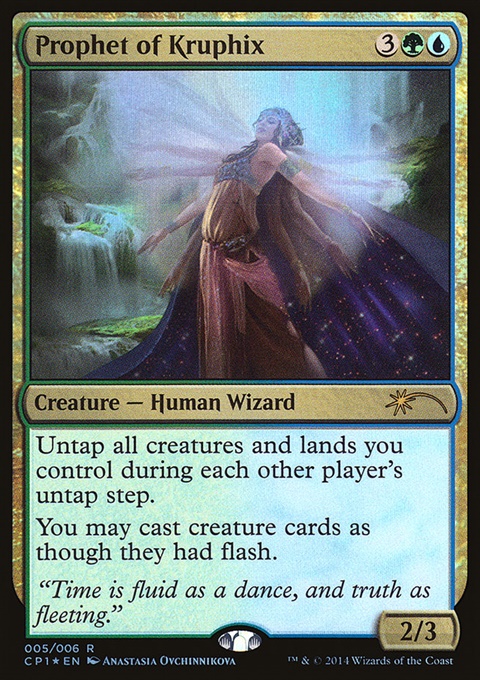 Prophet of Kruphix 3
Creature — Human Wizard
Untap all creatures and lands you
control during each other player's
untap step.
You may cast creature cards as
though they had flash.
“Time is fluid as a dance, and truth as
fleeting.”
2/3
005/006 R
CP1★EN Anastasia Ovchinnikova
™ & © 2014 Wizards of the Coast